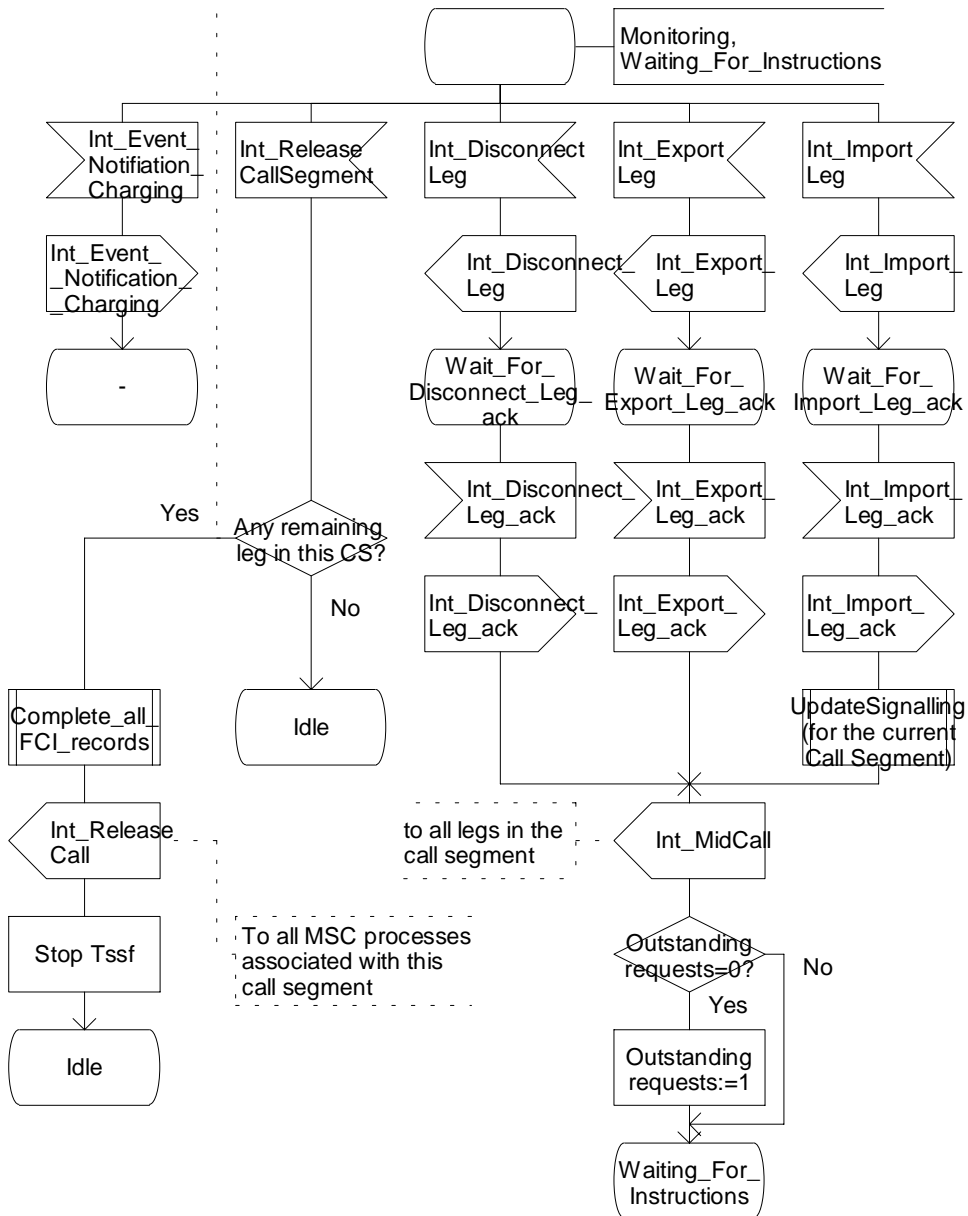 Monitoring,
Waiting_For_Instructions
Int_Event_
Notifiation_
Charging
Int_Release
CallSegment
Int_Disconnect
Leg
Int_Export
Leg
Int_Import
Leg
Int_Event_
_Notification_
_Charging
Int_Disconnect_
Leg
Int_Export_
Leg
Int_Import_
Leg
-
Wait_For_
Disconnect_Leg_
ack
Wait_For_
Export_Leg_ack
Wait_For_
Import_Leg_ack
Int_Disconnect_
Leg_ack
Int_Export_
Leg_ack
Int_Import_
Leg_ack
Yes
Any remaining
leg in this CS?
No
Int_Disconnect_
Leg_ack
Int_Export_
Leg_ack
Int_Import_
Leg_ack
Complete_all_
FCI_records
Idle
UpdateSignalling
(for the current
Call Segment)
Int_Release
Call
to all legs in the
call segment
Int_MidCall
Stop Tssf
To all MSC processes
associated with this
call segment
Outstanding
requests=0?
No
Yes
Idle
Outstanding
requests:=1
Waiting_For_
Instructions